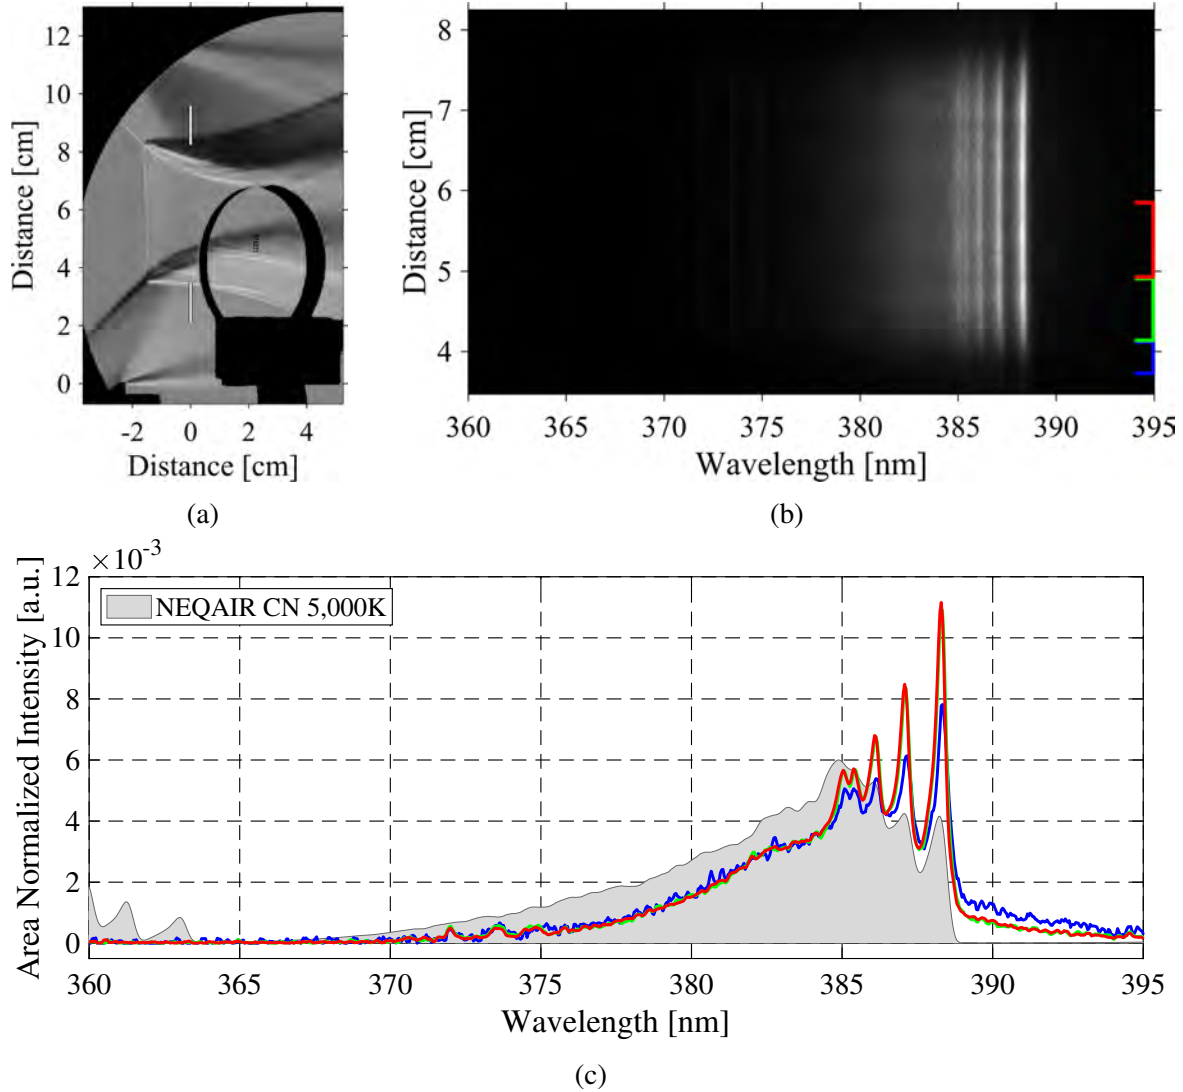 12
10
8
6
4
2
0
Distance [cm]
-2 0 2 4
Distance [cm]
(a)
8
7
6
5
4
Distance [cm]
360 365 370 375 380 385 390 395
Wavelength [nm]
(b)
×10⁻³
12
10
8
6
4
2
0
Area Normalized Intensity [a.u.]
NEQAIR CN 5,000K
360 365 370 375 380 385 390 395
Wavelength [nm]
(c)